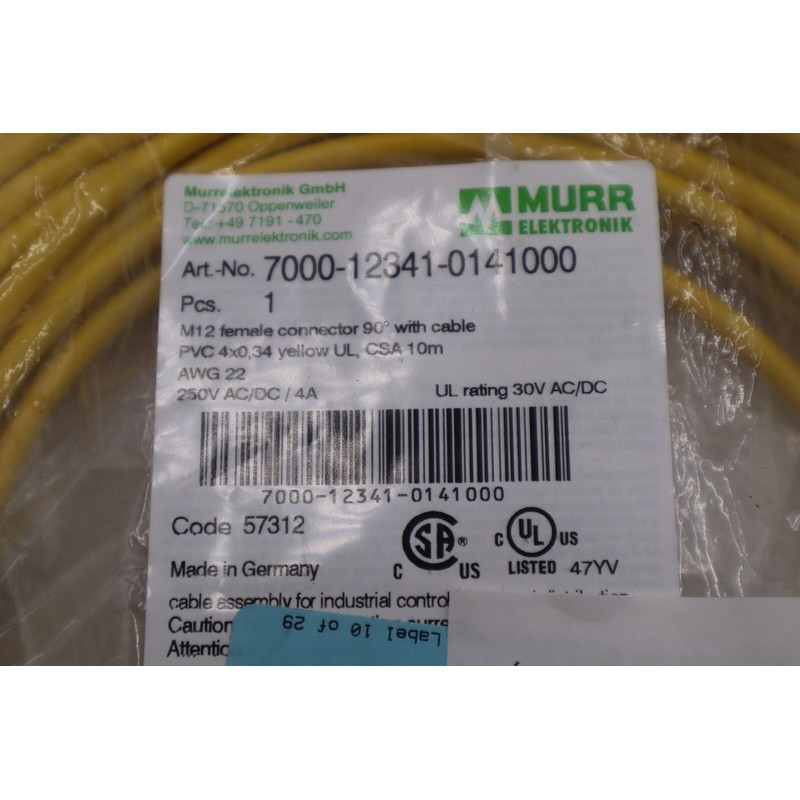 Murrelektronik GmbH
D-71570 Oppenweiler
Tel. +49 7191 -470
www.murrelektronik.com
MURR
ELEKTRONIK
Art.-No. 7000-12341-0141000
Pcs. 1
M12 female connector 90° with cable
PVC 4x0,34 yellow UL, CSA 10m
AWG 22
250V AC/DC / 4A UL rating 30V AC/DC
7000-12341-0141000
Code 57312
SA ® C US
C UL US
LISTED 47YV
Made in Germany
cable assembly for industrial control
Caution
Attention
Label 10 of 29